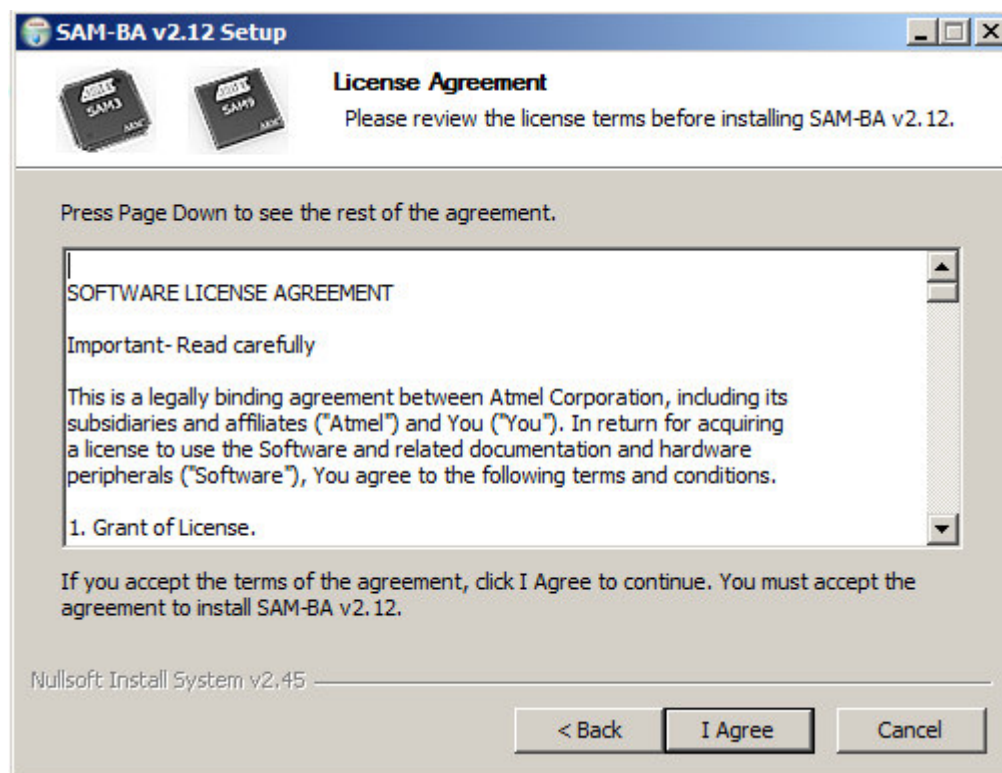 SAM-BA v2.12 Setup
SAM3
ARM
SAM9
ARM
License Agreement
Please review the license terms before installing SAM-BA v2.12.
Press Page Down to see the rest of the agreement.
SOFTWARE LICENSE AGREEMENT
Important- Read carefully
This is a legally binding agreement between Atmel Corporation, including its
subsidiaries and affiliates ("Atmel") and You ("You"). In return for acquiring
a license to use the Software and related documentation and hardware
peripherals ("Software"), You agree to the following terms and conditions.
1. Grant of License.
If you accept the terms of the agreement, click I Agree to continue. You must accept the
agreement to install SAM-BA v2.12.
Nullsoft Install System v2.45
< Back
I Agree
Cancel